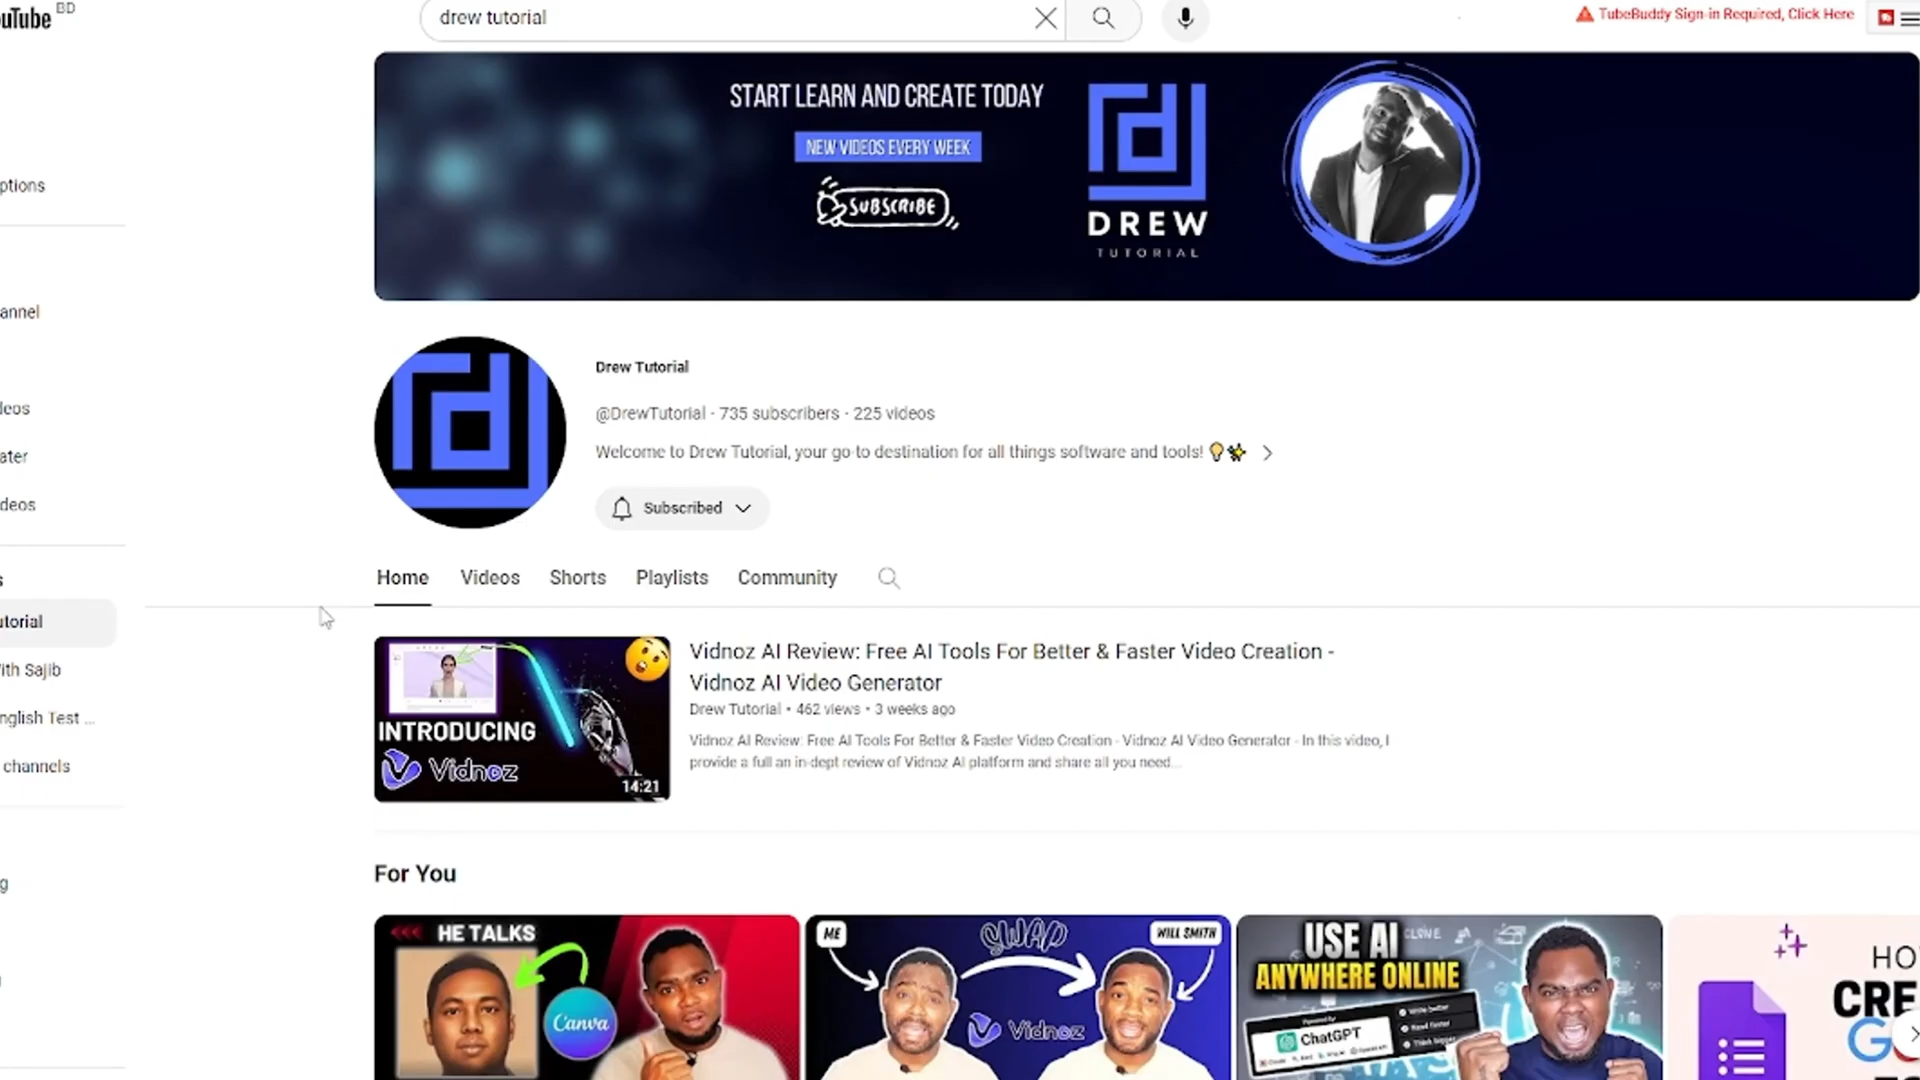 BD
drew tutorial
TubeBuddy Sign-in Required, Click Here
START LEARN AND CREATE TODAY
NEW VIDEOS EVERY WEEK
SUBSCRIBE
DREW
TUTORIAL
ptions
annel
Drew Tutorial
@DrewTutorial · 735 subscribers · 225 videos
Welcome to Drew Tutorial, your go-to destination for all things software and tools!
Subscribed
deos
ater
deos
Home
Videos
Shorts
Playlists
Community
s
utorial
ith Sajib
nglish Test ...
channels
Vidnoz AI Review: Free AI Tools For Better & Faster Video Creation -
Vidnoz AI Video Generator
Drew Tutorial • 462 views • 3 weeks ago
Vidnoz AI Review: Free AI Tools For Better & Faster Video Creation - Vidnoz AI Video Generator - In this video, I
provide a full an in-dept review of Vidnoz AI platform and share all you need...
INTRODUCING
Vidnoz
14:21
For You
g
HE TALKS
Canva
ME
SWAP
WILL SMITH
Vidnoz
USE AI
ANYWHERE ONLINE
ChatGPT
HO
CRE